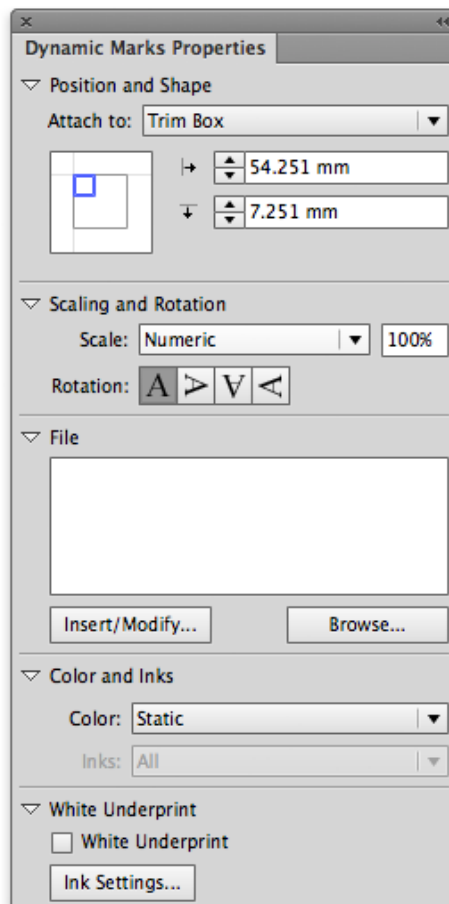 Dynamic Marks Properties
Position and Shape
Attach to: Trim Box
54.251 mm
7.251 mm
Scaling and Rotation
Scale: Numeric 100%
Rotation: A A A A
File
Insert/Modify... Browse...
Color and Inks
Color: Static
Inks: All
White Underprint
White Underprint
Ink Settings...